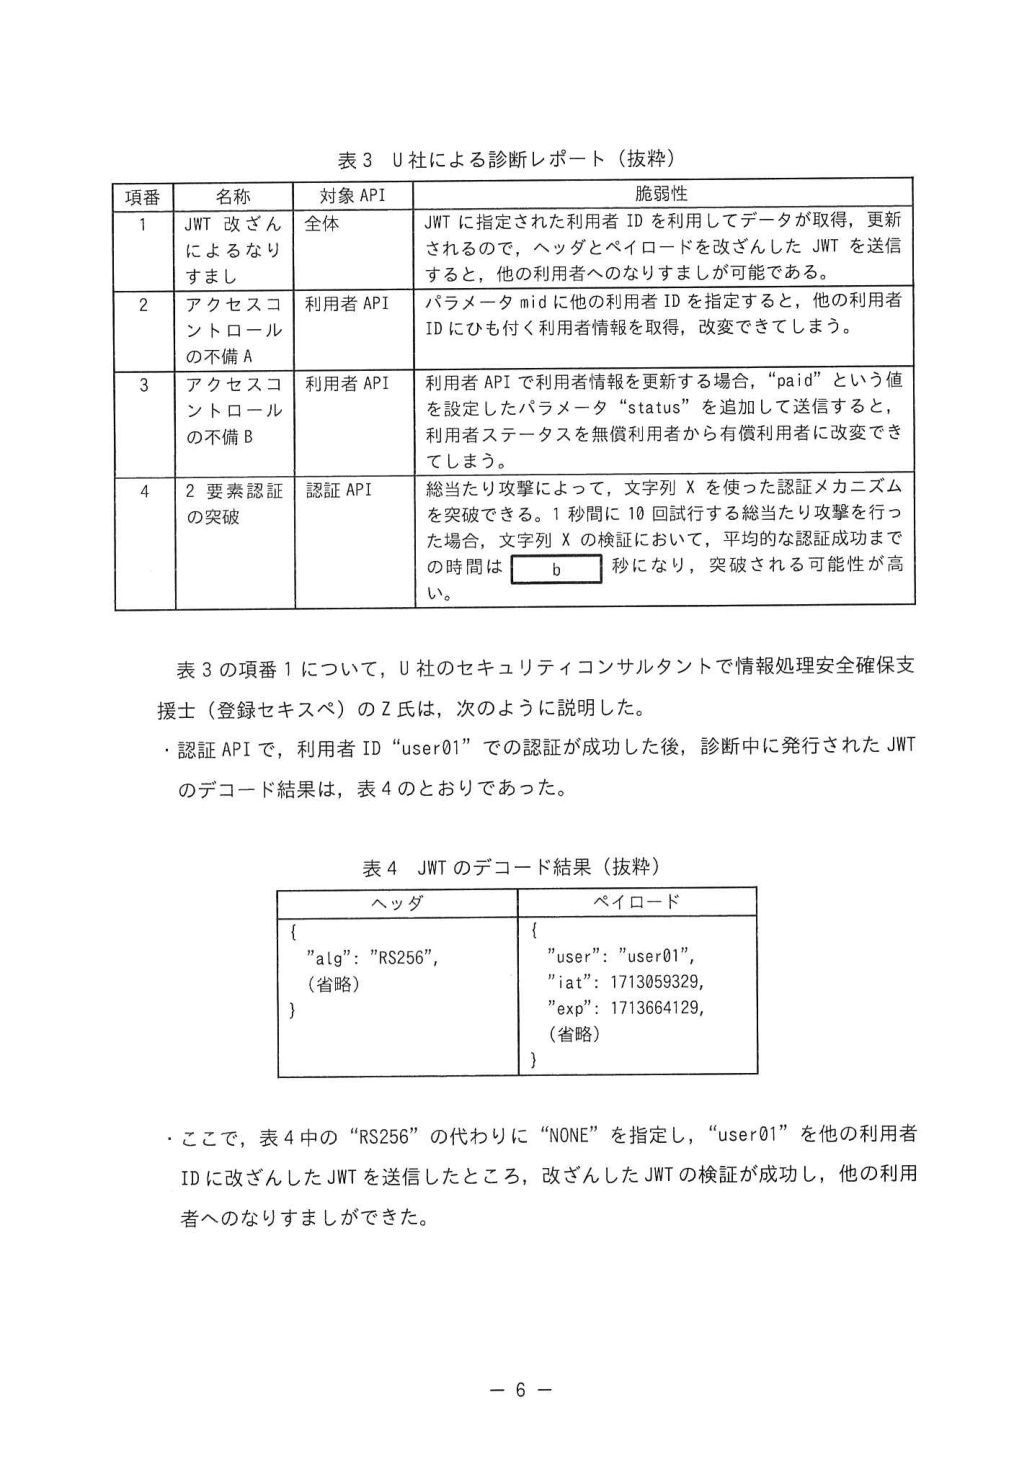 表3 U社による診断レポート（抜粋）
項番 名称 対象API 脆弱性
1 JWT 改ざんによるなりすまし 全体 JWT に指定された利用者 ID を利用してデータが取得，更新
されるので，ヘッダとペイロードを改ざんした JWT を送信
すると，他の利用者へのなりすましが可能である。
2 アクセスコントロールの不備A 利用者API パラメータ mid に他の利用者 ID を指定すると，他の利用者
ID にひも付く利用者情報を取得，改変できてしまう。
3 アクセスコントロールの不備B 利用者API 利用者 API で利用者情報を更新する場合，“paid”という値
を設定したパラメータ“status”を追加して送信すると，
利用者ステータスを無償利用者から有償利用者に改変でき
てしまう。
4 2 要素認証の突破 認証API 総当たり攻撃によって，文字列 X を使った認証メカニズム
を突破できる。1 秒間に 10 回試行する総当たり攻撃を行っ
た場合，文字列 X の検証において，平均的な認証成功まで
の時間は b 秒になり，突破される可能性が高
い。
表3の項番1について，U社のセキュリティコンサルタントで情報処理安全確保支
援士（登録セキスペ）のZ氏は，次のように説明した。
・認証APIで，利用者ID“user01”での認証が成功した後，診断中に発行されたJWT
のデコード結果は，表4のとおりであった。
表4 JWTのデコード結果（抜粋）
ヘッダ ペイロード
{
"alg": "RS256",
（省略）
}
{
"user": "user01",
"iat": 1713059329,
"exp": 1713664129,
（省略）
}
・ここで，表4中の“RS256”の代わりに“NONE”を指定し，“user01”を他の利用者
IDに改ざんしたJWTを送信したところ，改ざんしたJWTの検証が成功し，他の利用
者へのなりすましができた。
－ 6 －